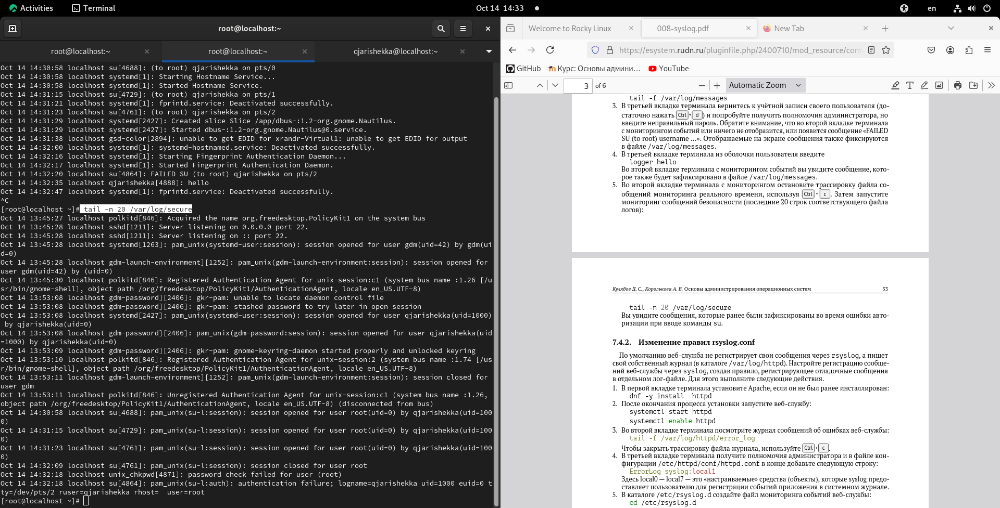 Activities
Terminal
Oct 14 14:33
en
root@localhost:~
root@localhost:~
root@localhost:~
qjarishekka@localhost:~
Oct 14 14:30:58 localhost su[4688]: (to root) qjarishekka on pts/0
Oct 14 14:30:58 localhost systemd[1]: Starting Hostname Service...
Oct 14 14:30:58 localhost systemd[1]: Started Hostname Service.
Oct 14 14:31:15 localhost su[4729]: (to root) qjarishekka on pts/1
Oct 14 14:31:21 localhost systemd[1]: fprintd.service: Deactivated successfully.
Oct 14 14:31:23 localhost su[4761]: (to root) qjarishekka on pts/2
Oct 14 14:31:29 localhost systemd[2427]: Created slice Slice /app/dbus-:1.2-org.gnome.Nautilus.
Oct 14 14:31:29 localhost systemd[2427]: Started dbus-:1.2-org.gnome.Nautilus@0.service.
Oct 14 14:31:38 localhost gsd-color[2894]: unable to get EDID for xrandr-Virtual1: unable to get EDID for output
Oct 14 14:32:00 localhost systemd[1]: systemd-hostnamed.service: Deactivated successfully.
Oct 14 14:32:16 localhost systemd[1]: Starting Fingerprint Authentication Daemon...
Oct 14 14:32:17 localhost systemd[1]: Started Fingerprint Authentication Daemon.
Oct 14 14:32:20 localhost su[4864]: FAILED SU (to root) qjarishekka on pts/2
Oct 14 14:32:35 localhost qjarishekka[4888]: hello
Oct 14 14:32:47 localhost systemd[1]: fprintd.service: Deactivated successfully.
^C
[root@localhost ~]# tail -n 20 /var/log/secure
Oct 14 13:45:27 localhost polkitd[846]: Acquired the name org.freedesktop.PolicyKit1 on the system bus
Oct 14 13:45:28 localhost sshd[1211]: Server listening on 0.0.0.0 port 22.
Oct 14 13:45:28 localhost sshd[1211]: Server listening on :: port 22.
Oct 14 13:45:28 localhost systemd[1263]: pam_unix(systemd-user:session): session opened for user gdm(uid=42) by gdm(ui
d=0)
Oct 14 13:45:28 localhost gdm-launch-environment][1252]: pam_unix(gdm-launch-environment:session): session opened for
user gdm(uid=42) by (uid=0)
Oct 14 13:45:30 localhost polkitd[846]: Registered Authentication Agent for unix-session:c1 (system bus name :1.26 [/u
sr/bin/gnome-shell], object path /org/freedesktop/PolicyKit1/AuthenticationAgent, locale en_US.UTF-8)
Oct 14 13:53:08 localhost gdm-password][2406]: gkr-pam: unable to locate daemon control file
Oct 14 13:53:08 localhost gdm-password][2406]: gkr-pam: stashed password to try later in open session
Oct 14 13:53:08 localhost systemd[2427]: pam_unix(systemd-user:session): session opened for user qjarishekka(uid=1000)
by qjarishekka(uid=0)
Oct 14 13:53:08 localhost gdm-password][2406]: pam_unix(gdm-password:session): session opened for user qjarishekka(uid
=1000) by qjarishekka(uid=0)
Oct 14 13:53:09 localhost gdm-password][2406]: gkr-pam: gnome-keyring-daemon started properly and unlocked keyring
Oct 14 13:53:10 localhost polkitd[846]: Registered Authentication Agent for unix-session:2 (system bus name :1.74 [/us
r/bin/gnome-shell], object path /org/freedesktop/PolicyKit1/AuthenticationAgent, locale en_US.UTF-8)
Oct 14 13:53:11 localhost gdm-launch-environment][1252]: pam_unix(gdm-launch-environment:session): session closed for
user gdm
Oct 14 13:53:11 localhost polkitd[846]: Unregistered Authentication Agent for unix-session:c1 (system bus name :1.26,
object path /org/freedesktop/PolicyKit1/AuthenticationAgent, locale en_US.UTF-8) (disconnected from bus)
Oct 14 14:30:58 localhost su[4688]: pam_unix(su-l:session): session opened for user root(uid=0) by qjarishekka(uid=100
0)
Oct 14 14:31:15 localhost su[4729]: pam_unix(su-l:session): session opened for user root(uid=0) by qjarishekka(uid=100
0)
Oct 14 14:31:23 localhost su[4761]: pam_unix(su-l:session): session opened for user root(uid=0) by qjarishekka(uid=100
0)
Oct 14 14:32:09 localhost su[4761]: pam_unix(su-l:session): session closed for user root
Oct 14 14:32:18 localhost unix_chkpwd[4871]: password check failed for user (root)
Oct 14 14:32:18 localhost su[4864]: pam_unix(su-l:auth): authentication failure; logname=qjarishekka uid=1000 euid=0 t
ty=/dev/pts/2 ruser=qjarishekka rhost=  user=root
[root@localhost ~]#
Welcome to Rocky Linux
008-syslog.pdf
New Tab
https://esystem.rudn.ru/pluginfile.php/2400710/mod_resource/cont
GitHub
Курс: Основы админи…
YouTube
3 of 6
Automatic Zoom
tail -f /var/log/messages
3. В третьей вкладке терминала вернитесь к учётной записи своего пользователя (до-
статочно нажать Ctrl + d ) и попробуйте получить полномочия администратора, но
введите неправильный пароль. Обратите внимание, что во второй вкладке терминала
с мониторингом событий или ничего не отобразится, или появится сообщение «FAILED
SU (to root) username …». Отображаемые на экране сообщения также фиксируются
в файле /var/log/messages.
4. В третьей вкладке терминала из оболочки пользователя введите
logger hello
Во второй вкладке терминала с мониторингом событий вы увидите сообщение, кото-
рое также будет зафиксировано в файле /var/log/messages.
5. Во второй вкладке терминала с мониторингом остановите трассировку файла со-
общений мониторинга реального времени, используя Ctrl + c . Затем запустите
мониторинг сообщений безопасности (последние 20 строк соответствующего файла
логов):
Кулябов Д. С., Королькова А. В. Основы администрирования операционных систем 53
tail -n 20 /var/log/secure
Вы увидите сообщения, которые ранее были зафиксированы во время ошибки авто-
ризации при вводе команды su.
7.4.2. Изменение правил rsyslog.conf
По умолчанию веб-служба не регистрирует свои сообщения через rsyslog, а пишет
свой собственный журнал (в каталоге /var/log/httpd). Настройте регистрацию сообще-
ний веб-службы через syslog, создав правило, регистрирующее отладочные сообщения
в отдельном лог-файле. Для этого выполните следующие действия.
1. В первой вкладке терминала установите Apache, если он не был ранее инсталлирован:
dnf -y install  httpd
2. После окончания процесса установки запустите веб-службу:
systemctl start httpd
systemctl enable httpd
3. Во второй вкладке терминала посмотрите журнал сообщений об ошибках веб-службы:
tail -f /var/log/httpd/error_log
Чтобы закрыть трассировку файла журнала, используйте Ctrl + c .
4. В третьей вкладке терминала получите полномочия администратора и в файле кон-
фигурации /etc/httpd/conf/httpd.conf в конце добавьте следующую строку:
ErrorLog syslog:local1
Здесь local0 — local7 — это «настраиваемые» средства (объекты), которые syslog предо-
ставляет пользователю для регистрации событий приложения в системном журнале.
5. В каталоге /etc/rsyslog.d создайте файл мониторинга событий веб-службы:
cd /etc/rsyslog.d